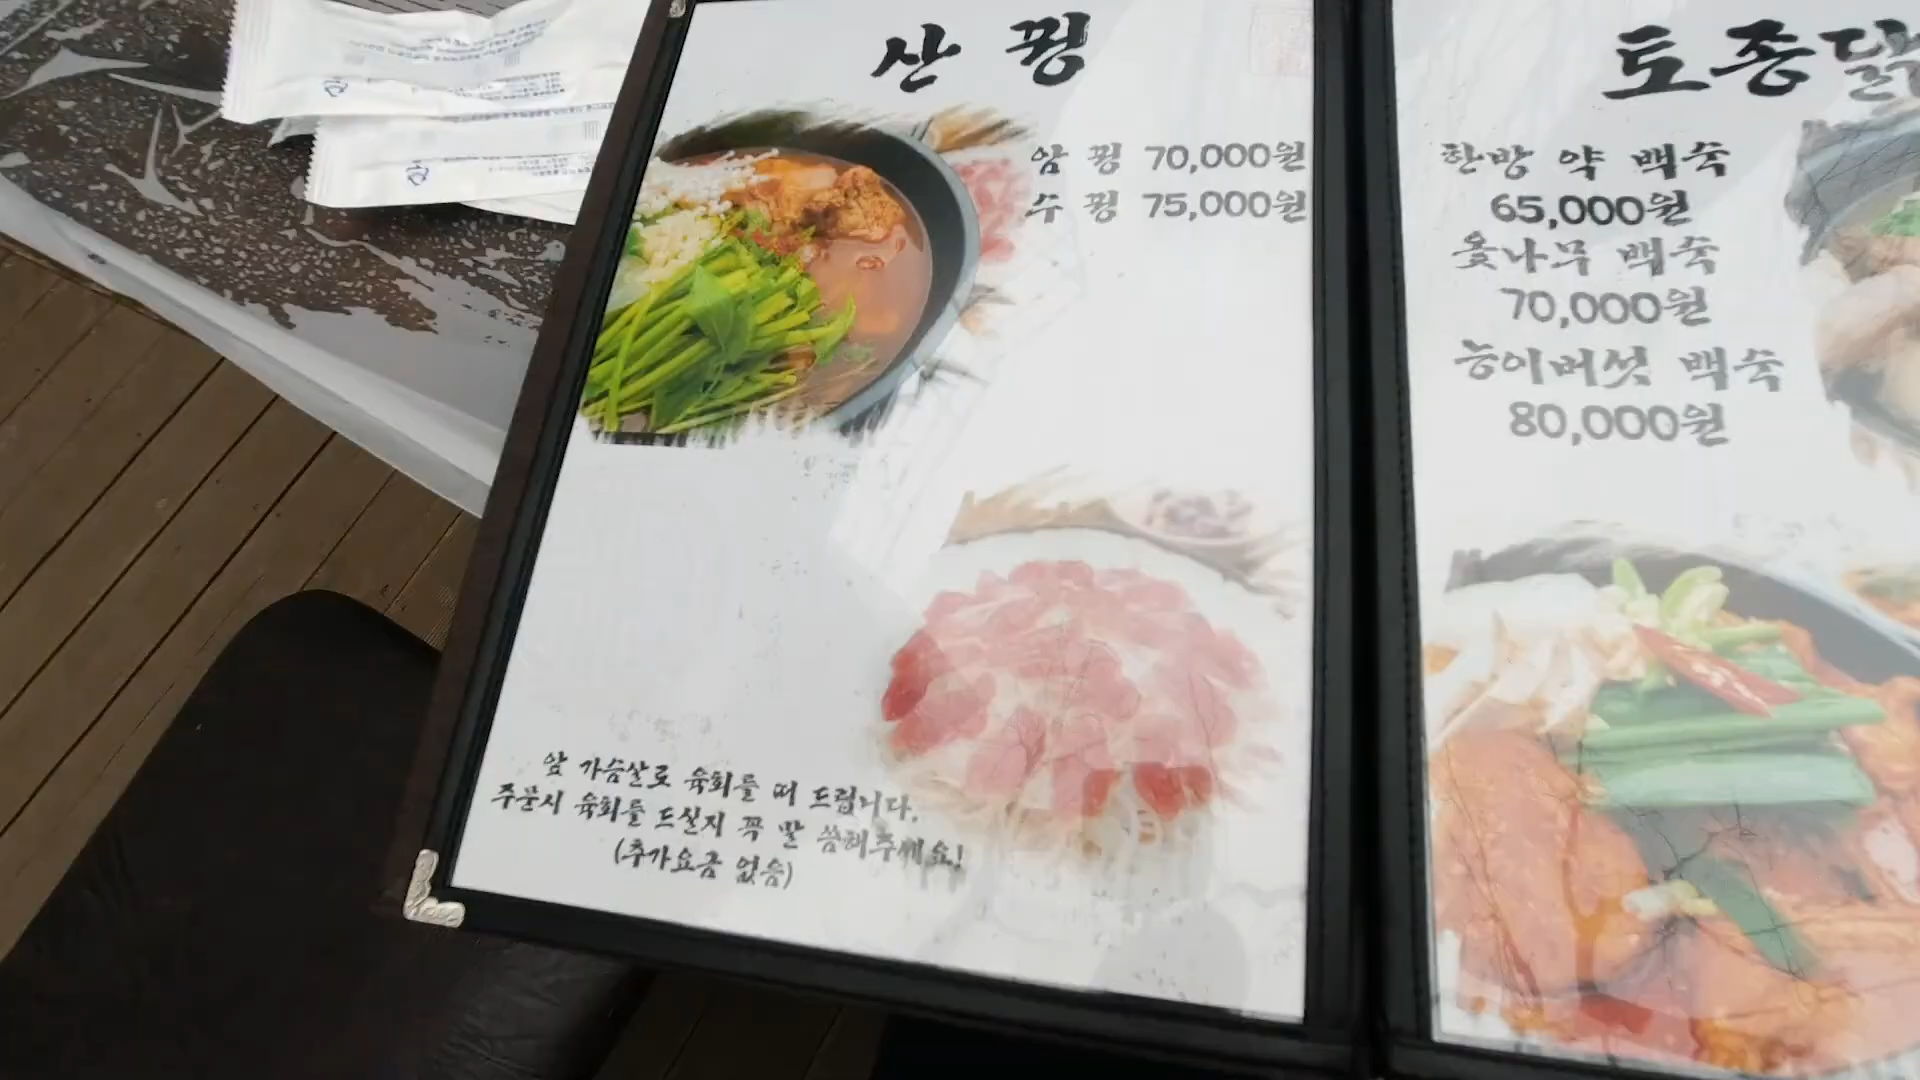 산 꿩
암 꿩 70,000원
수 꿩 75,000원
앞 가슴살로 육회를 떠 드립니다.
주문시 육회를 드실지 꼭 말 씀해주세요!
(추가요금 없음)
토종닭
한방 약 백숙
65,000원
옻나무 백숙
70,000원
능이버섯 백숙
80,000원